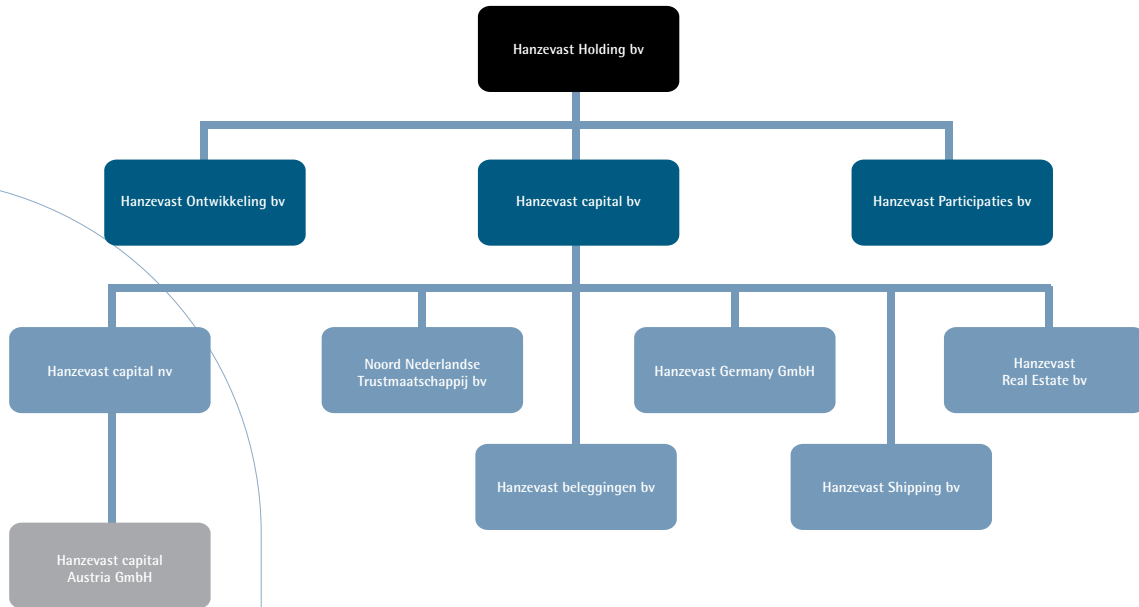 Hanzevast Holding bv
Hanzevast Ontwikkeling bv
Hanzevast capital bv
Hanzevast Participaties bv
Hanzevast capital nv
Noord Nederlandse
Trustmaatschappij bv
Hanzevast Germany GmbH
Hanzevast
Real Estate bv
Hanzevast beleggingen bv
Hanzevast Shipping bv
Hanzevast capital
Austria GmbH